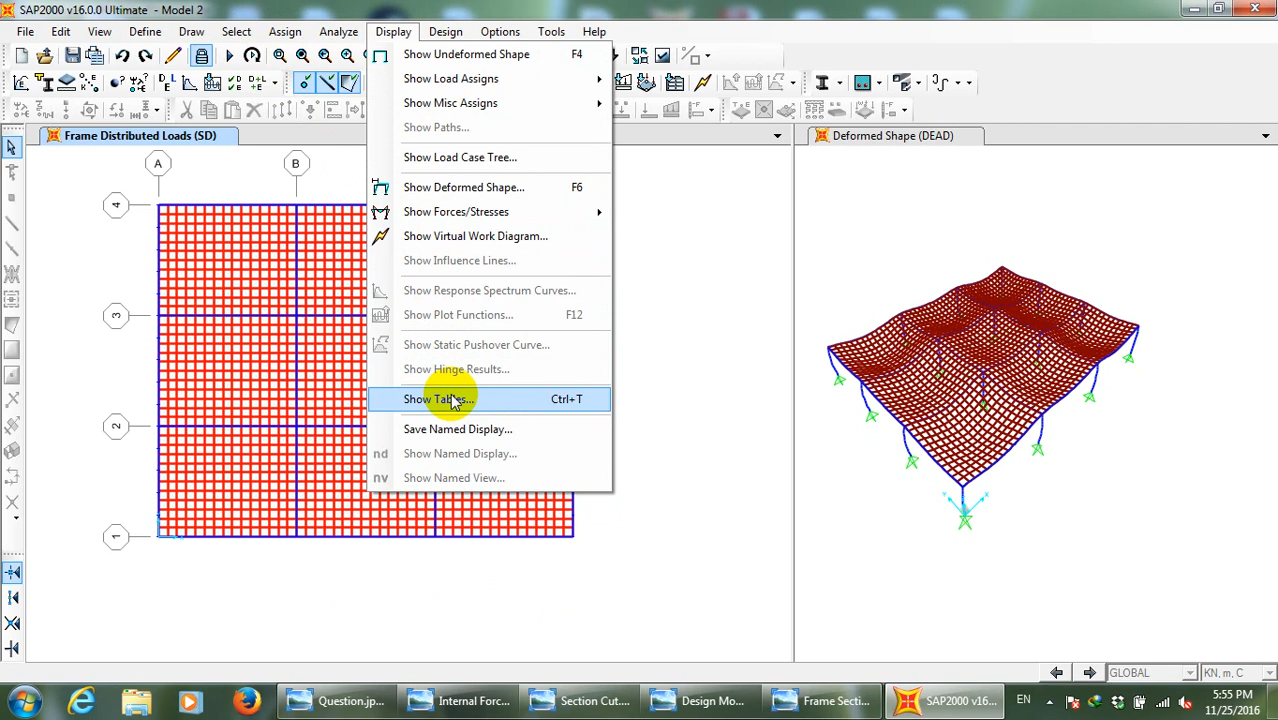 SAP2000 v16.0.0 Ultimate - Model 2
File Edit View Define Draw Select Assign Analyze Display Design Options Tools Help
Show Undeformed Shape F4
Show Load Assigns
Show Misc Assigns
Show Paths...
Show Load Case Tree...
Show Deformed Shape... F6
Show Forces/Stresses
Show Virtual Work Diagram...
Show Influence Lines...
Show Response Spectrum Curves...
Show Plot Functions... F12
Show Static Pushover Curve...
Show Hinge Results...
Show Tables... Ctrl+T
Save Named Display...
nd Show Named Display...
nv Show Named View...
Frame Distributed Loads (SD)
Deformed Shape (DEAD)
A B
4
3
2
1
GLOBAL KN, m, C
Question.jp... Internal Forc... Section Cut.... Design Mo... Frame Secti... SAP2000 v16... EN
5:55 PM
11/25/2016